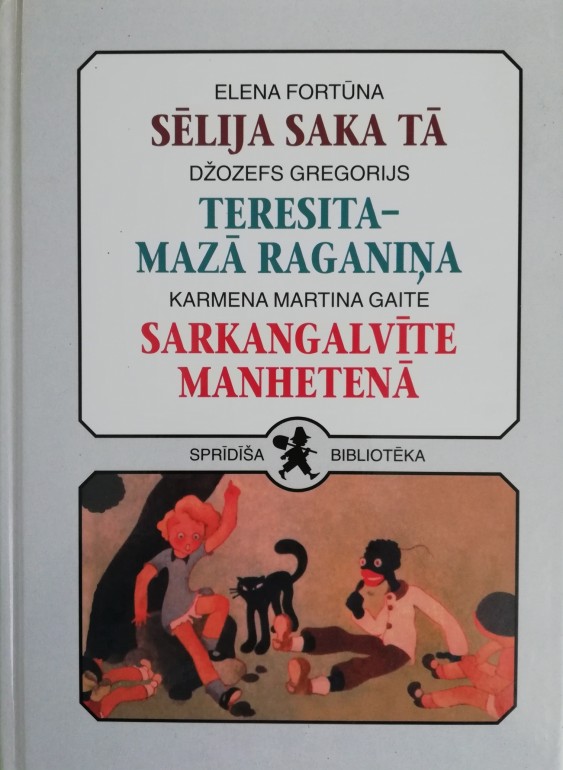 ELENA FORTŪNA
SĒLIJA SAKA TĀ
DŽOZEFS GREGORIJS
TERESITA–
MAZĀ RAGANIŅA
KARMENA MARTINA GAITE
SARKANGALVĪTE
MANHETENĀ
SPRĪDĪŠA BIBLIOTĒKA